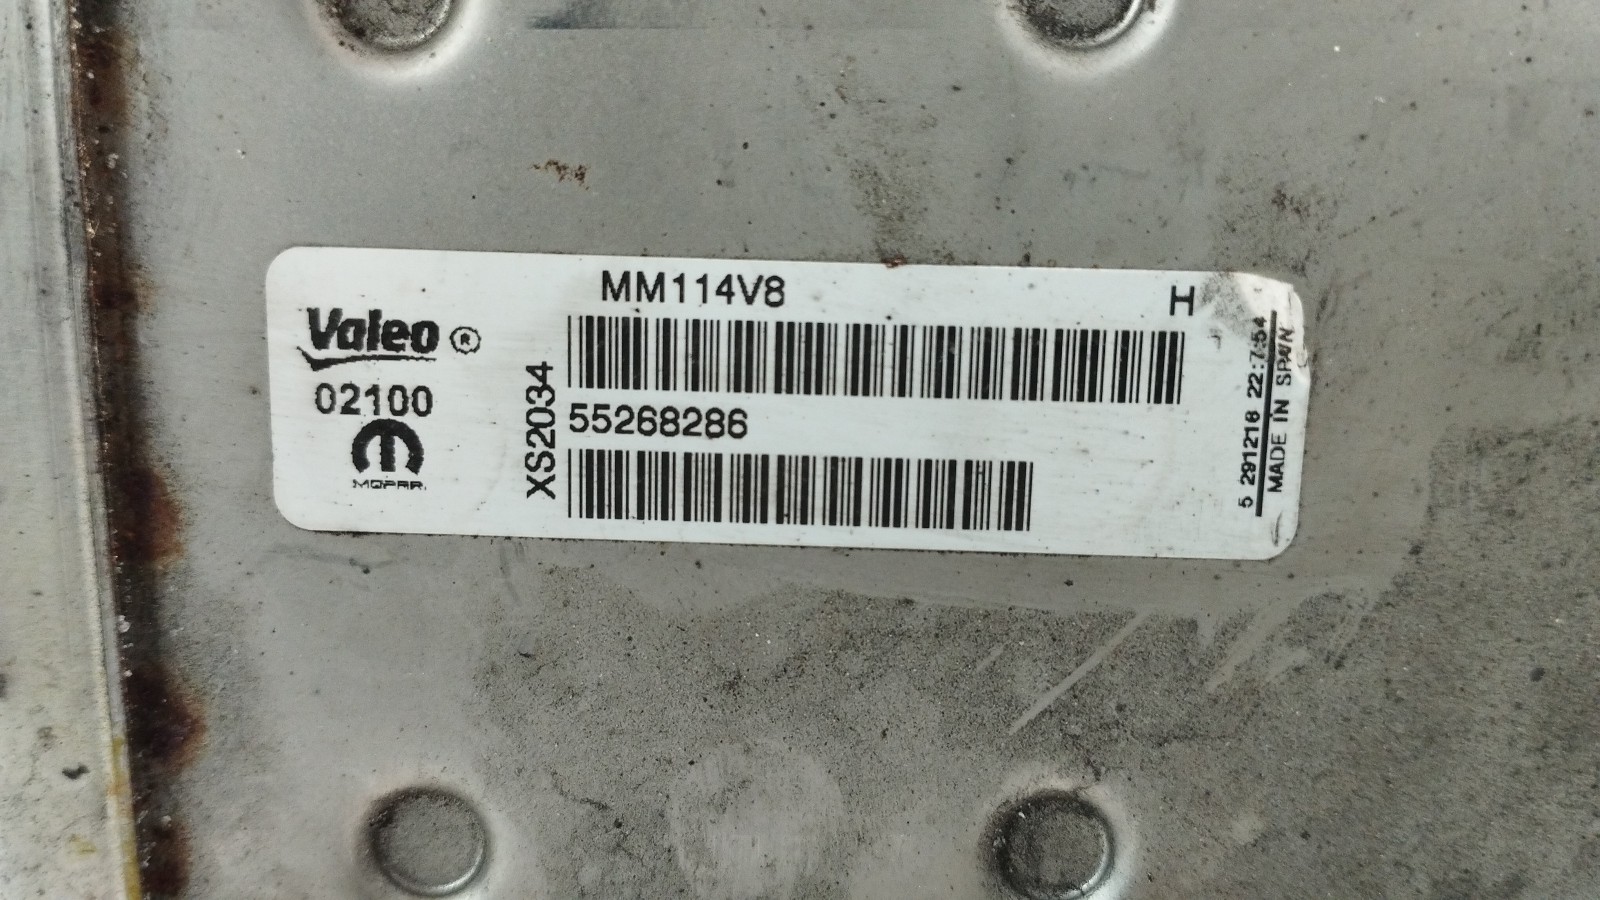 MM114V8
H
Valeo ®
02100
MOPAR
XS2034
55268286
5 291218 22:7:54
MADE IN SPAIN